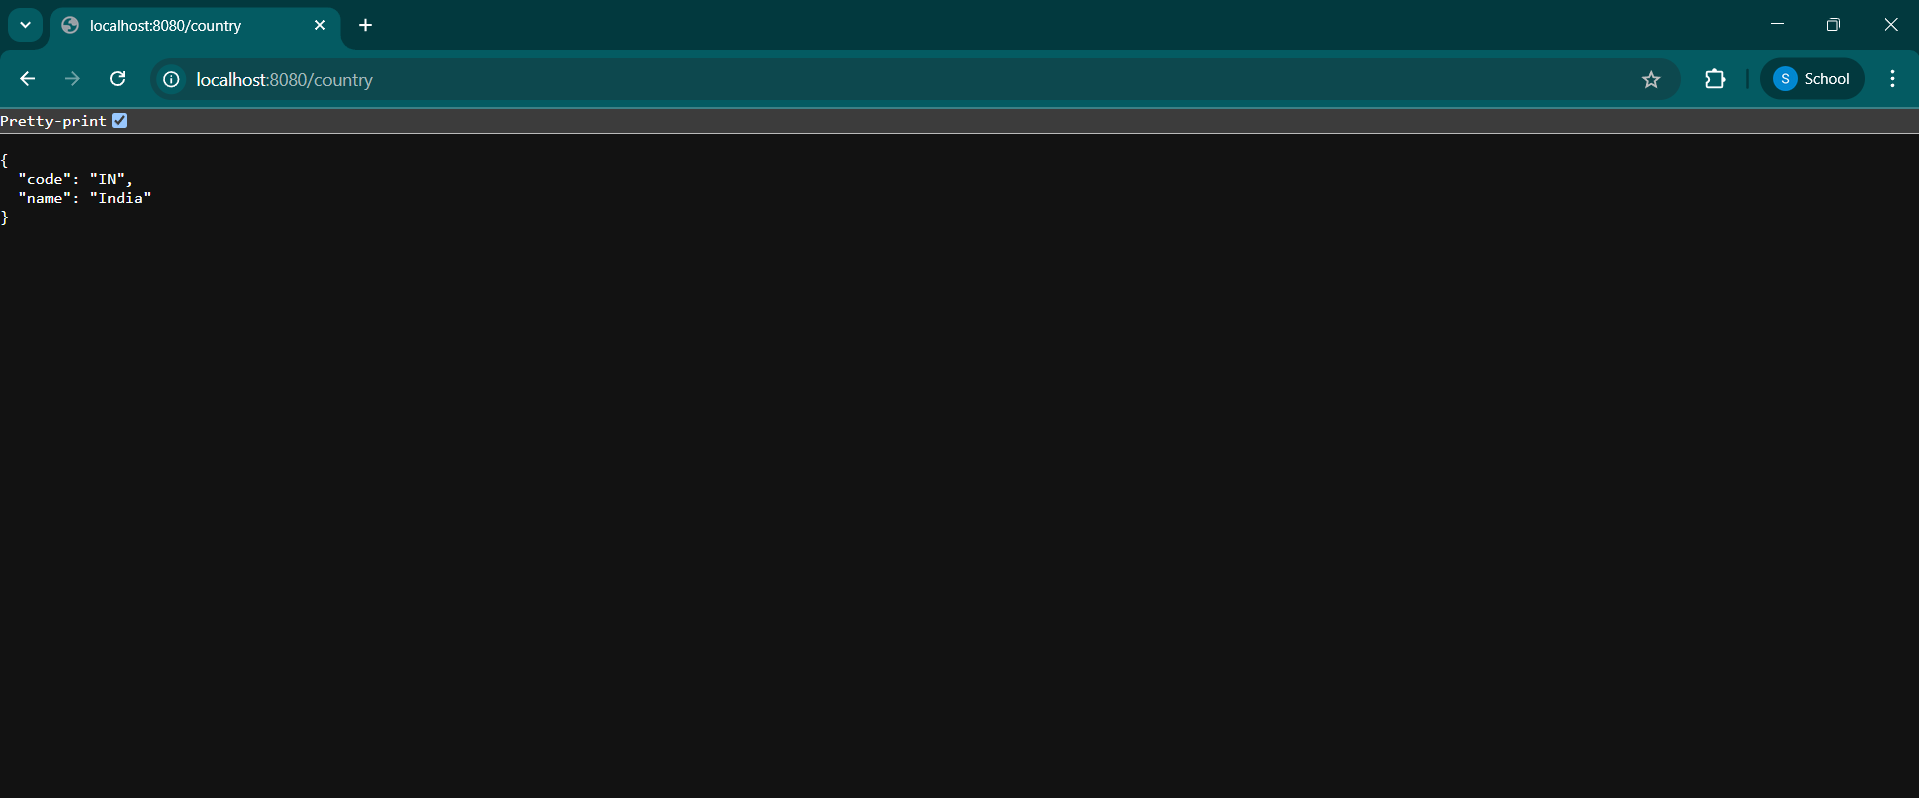 localhost:8080/country
localhost:8080/country
S School
Pretty-print
{
  "code": "IN",
  "name": "India"
}